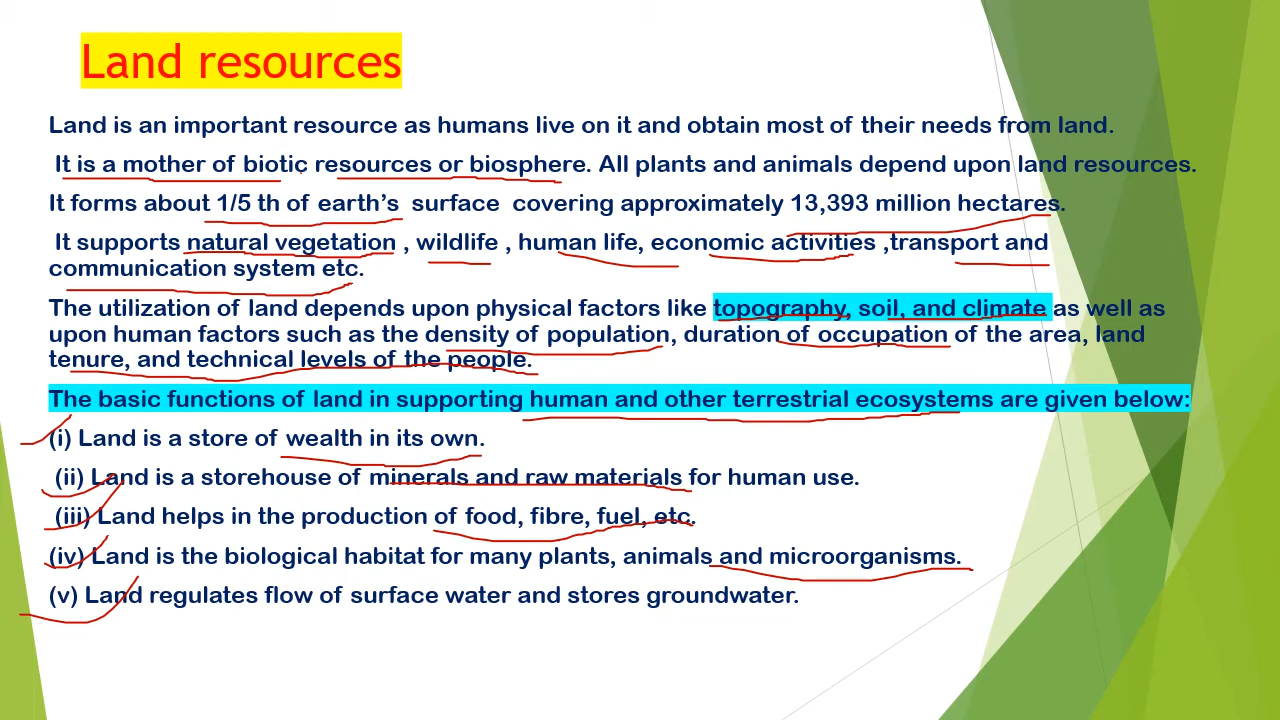 Land resources
Land is an important resource as humans live on it and obtain most of their needs from land.
It is a mother of biotic resources or biosphere. All plants and animals depend upon land resources.
It forms about 1/5 th of earth's surface covering approximately 13,393 million hectares.
It supports natural vegetation , wildlife , human life, economic activities ,transport and
communication system etc.
The utilization of land depends upon physical factors like topography, soil, and climate as well as
upon human factors such as the density of population, duration of occupation of the area, land
tenure, and technical levels of the people.
The basic functions of land in supporting human and other terrestrial ecosystems are given below:
(i) Land is a store of wealth in its own.
(ii) Land is a storehouse of minerals and raw materials for human use.
(iii) Land helps in the production of food, fibre, fuel, etc.
(iv) Land is the biological habitat for many plants, animals and microorganisms.
(v) Land regulates flow of surface water and stores groundwater.